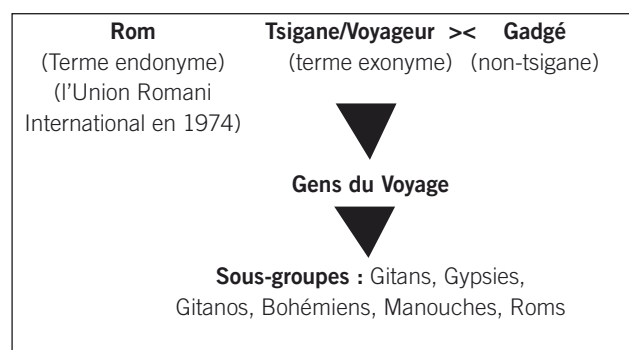 Rom Tsigane/Voyageur >< Gadgé
(Terme endonyme) (terme exonyme) (non-tsigane)
(l'Union Romani
International en 1974)
Gens du Voyage
Sous-groupes : Gitans, Gypsies,
Gitanos, Bohémiens, Manouches, Roms